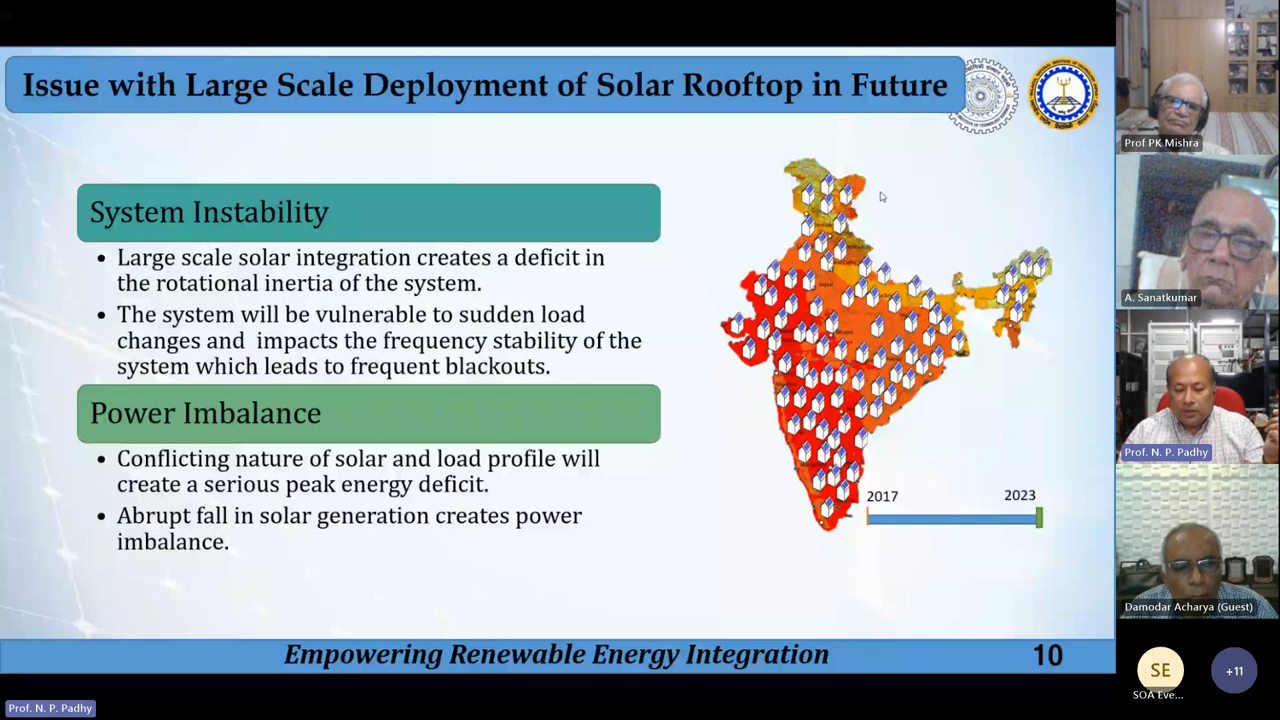 Issue with Large Scale Deployment of Solar Rooftop in Future
System Instability
• Large scale solar integration creates a deficit in
the rotational inertia of the system.
• The system will be vulnerable to sudden load
changes and impacts the frequency stability of the
system which leads to frequent blackouts.
Power Imbalance
• Conflicting nature of solar and load profile will
create a serious peak energy deficit.
• Abrupt fall in solar generation creates power
imbalance.
2017
2023
Empowering Renewable Energy Integration
10
Prof. N. P. Padhy
Prof PK Mishra
A. Sanatkumar
Prof. N. P. Padhy
Damodar Acharya (Guest)
SE
SOA Eve...
+11